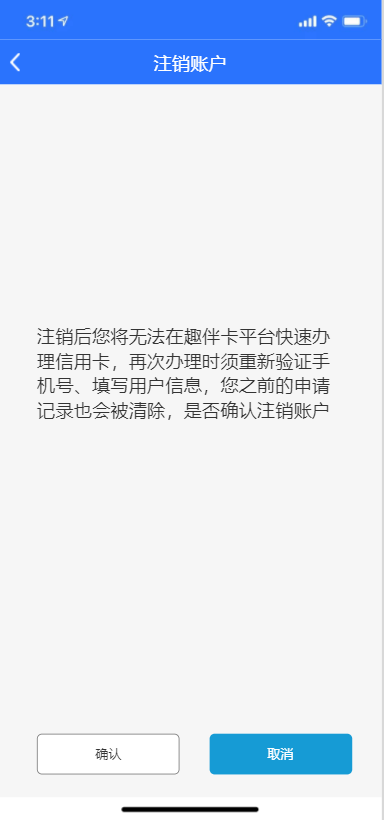 3:11
注销账户
注销后您将无法在趣伴卡平台快速办
理信用卡，再次办理时须重新验证手
机号、填写用户信息，您之前的申请
记录也会被清除，是否确认注销账户
确认
取消